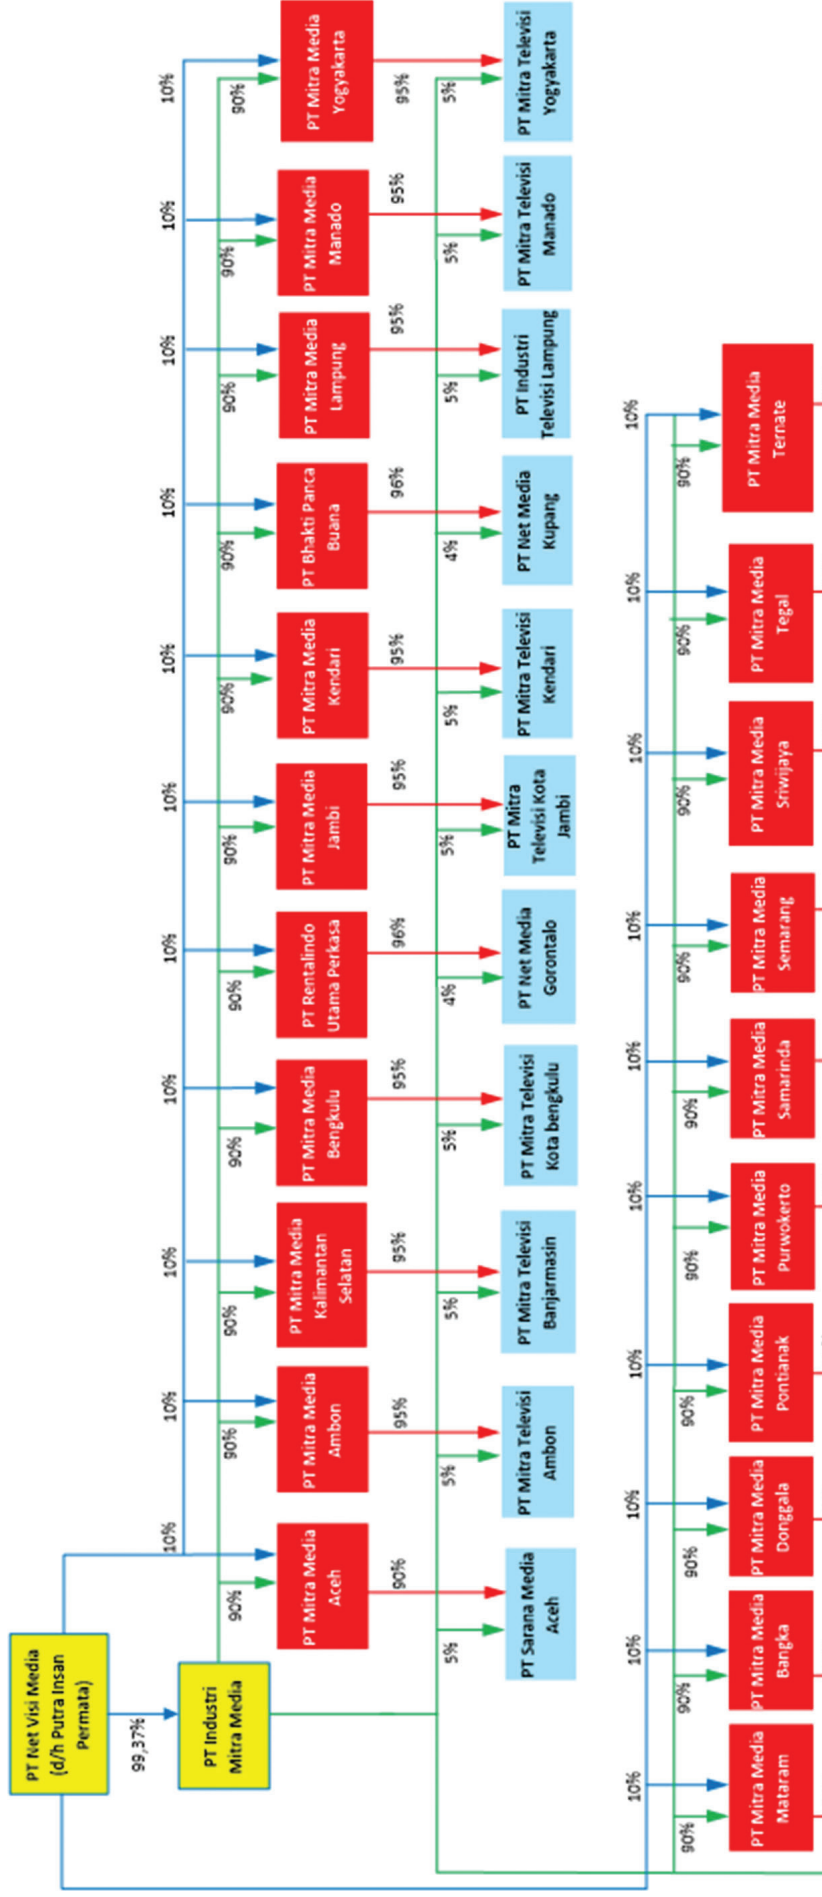 PT Net Visi Media
(d/h Putra Insan
Permata)
99,37%
10%
10%
10%
10%
10%
10%
10%
10%
10%
10%
10%
PT Industri
Mitra Media
90%
90%
90%
90%
90%
90%
90%
90%
90%
90%
90%
PT Mitra Media
Aceh
PT Mitra Media
Ambon
PT Mitra Media
Kalimantan
Selatan
PT Mitra Media
Bengkulu
PT Rentalindo
Utama Perkasa
PT Mitra Media
Jambi
PT Mitra Media
Kendari
PT Bhakti Panca
Buana
PT Mitra Media
Lampung
PT Mitra Media
Manado
PT Mitra Media
Yogyakarta
90%
95%
95%
95%
96%
95%
95%
96%
95%
95%
95%
5%
5%
5%
5%
4%
5%
5%
4%
5%
5%
5%
PT Sarana Media
Aceh
PT Mitra Televisi
Ambon
PT Mitra Televisi
Banjarmasin
PT Mitra Televisi
Kota bengkulu
PT Net Media
Gorontalo
PT Mitra
Televisi Kota
Jambi
PT Mitra Televisi
Kendari
PT Net Media
Kupang
PT Industri
Televisi Lampung
PT Mitra Televisi
Manado
PT Mitra Televisi
Yogyakarta
10%
10%
10%
10%
10%
10%
10%
10%
10%
10%
90%
90%
90%
90%
90%
90%
90%
90%
90%
90%
PT Mitra Media
Mataram
PT Mitra Media
Bangka
PT Mitra Media
Donggala
PT Mitra Media
Pontianak
PT Mitra Media
Purwokerto
PT Mitra Media
Samarinda
PT Mitra Media
Semarang
PT Mitra Media
Sriwijaya
PT Mitra Media
Tegal
PT Mitra Media
Ternate